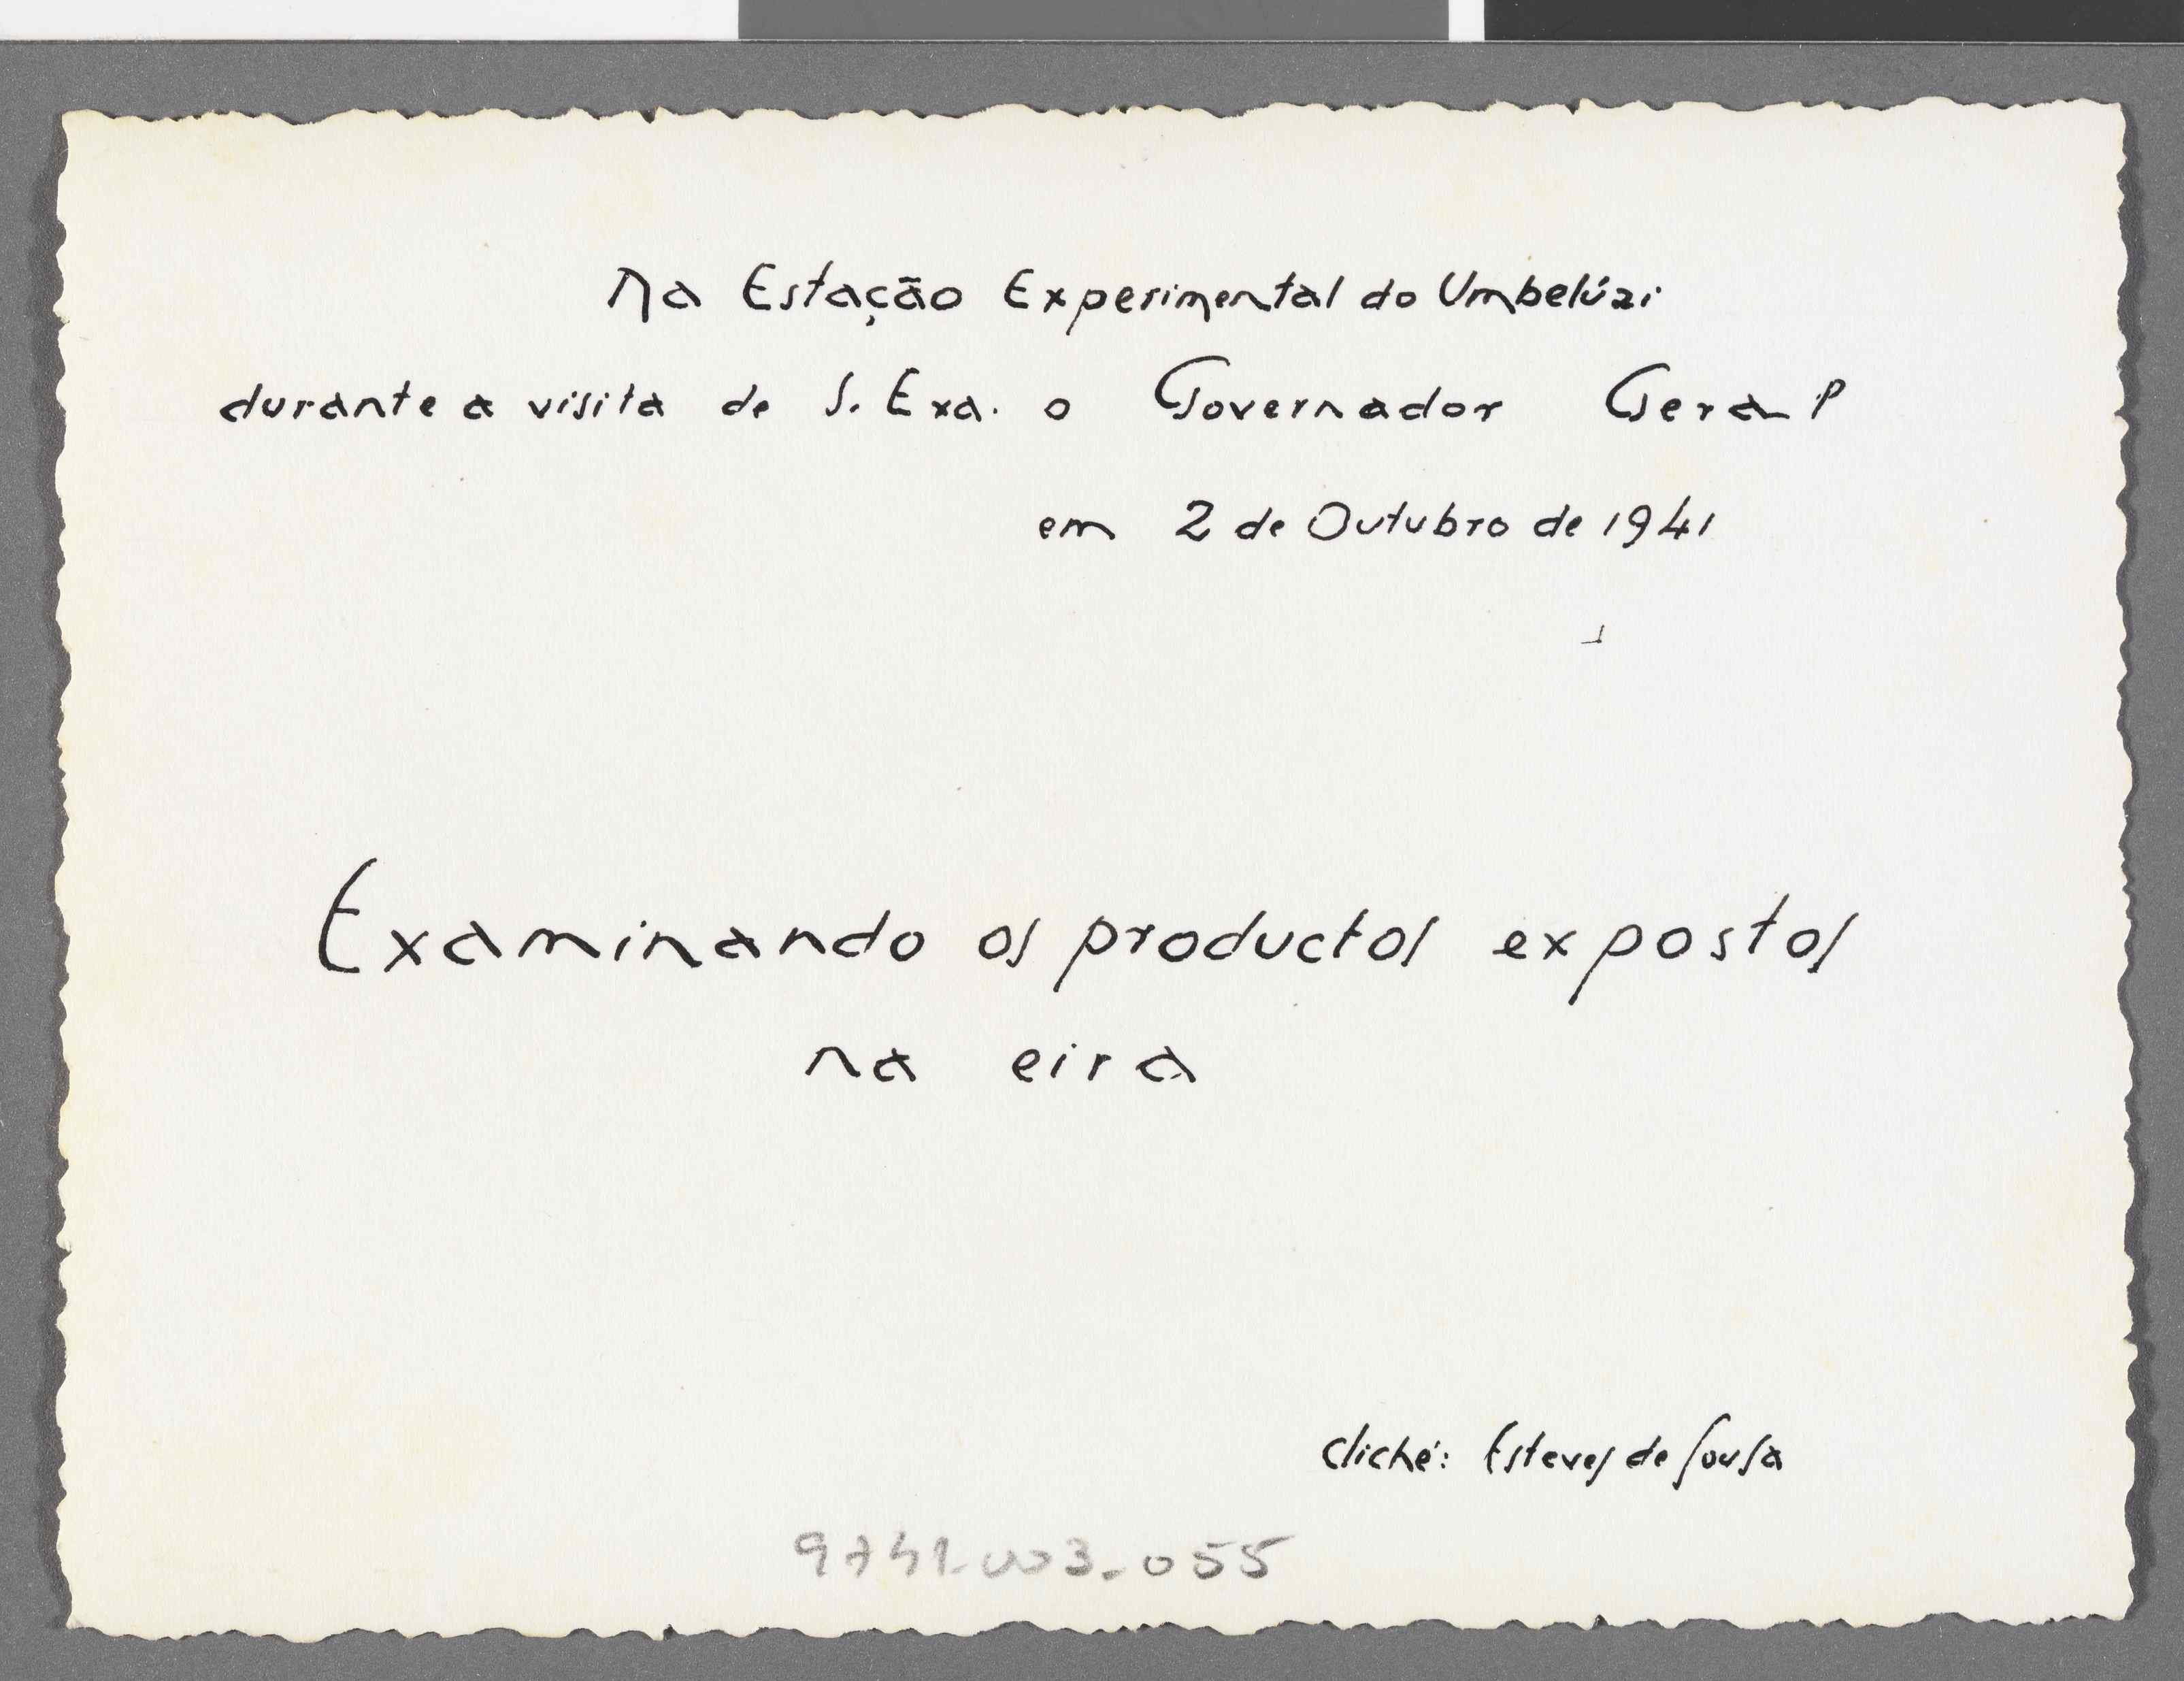 Na Estação Experimental do Umbelúzi
durante a visita de S. Exa. o Governador Geral
em 2 de Outubro de 1941
Examinando os productos expostos
na eira
Cliché: Esteves de Sousa
9741-003-055